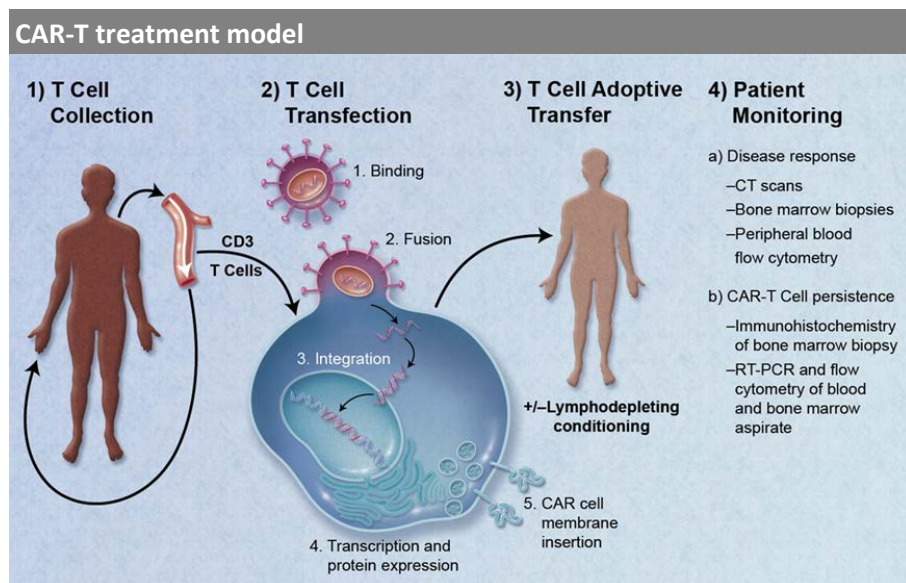 CAR-T treatment model
1) T Cell
Collection
CD3
T Cells
2) T Cell
Transfection
1. Binding
2. Fusion
3. Integration
4. Transcription and
protein expression
5. CAR cell
membrane
insertion
3) T Cell Adoptive
Transfer
+/–Lymphodepleting
conditioning
4) Patient
Monitoring
a) Disease response
–CT scans
–Bone marrow biopsies
–Peripheral blood
flow cytometry
b) CAR-T Cell persistence
–Immunohistochemistry
of bone marrow biopsy
–RT-PCR and flow
cytometry of blood
and bone marrow
aspirate